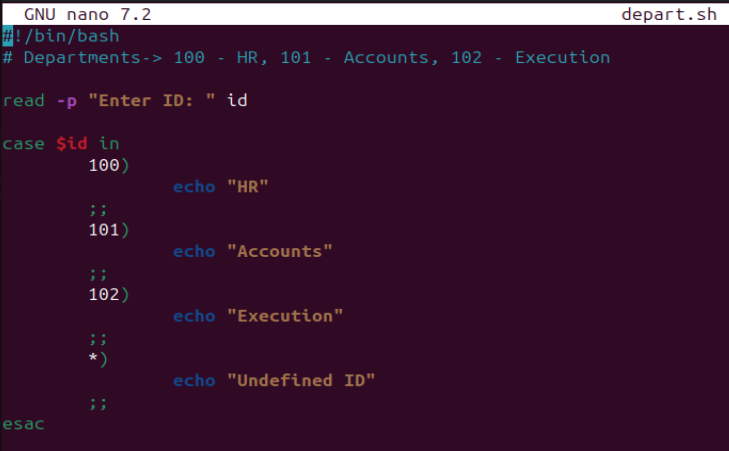 GNU nano 7.2 depart.sh
#!/bin/bash
# Departments-> 100 - HR, 101 - Accounts, 102 - Execution
read -p "Enter ID: " id
case $id in
100)
echo "HR"
;;
101)
echo "Accounts"
;;
102)
echo "Execution"
;;
*)
echo "Undefined ID"
;;
esac